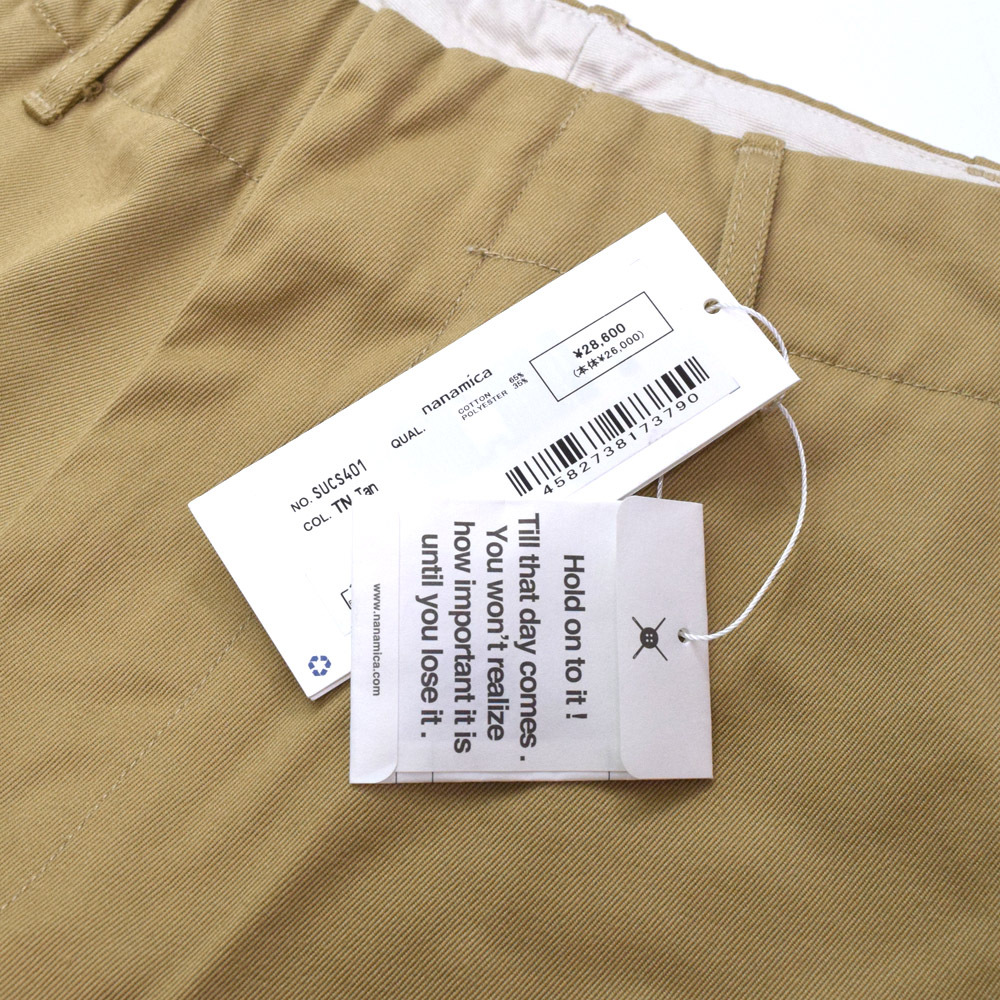 nanamica
QUAL. COTTON 65%
POLYESTER 35%
¥28,600
(本体¥26,000)
NO. SUCS401
COL. TN Tan
4582738173790
Hold on to it !
Till that day comes .
You won't realize
how important it is
until you lose it .
www.nanamica.com